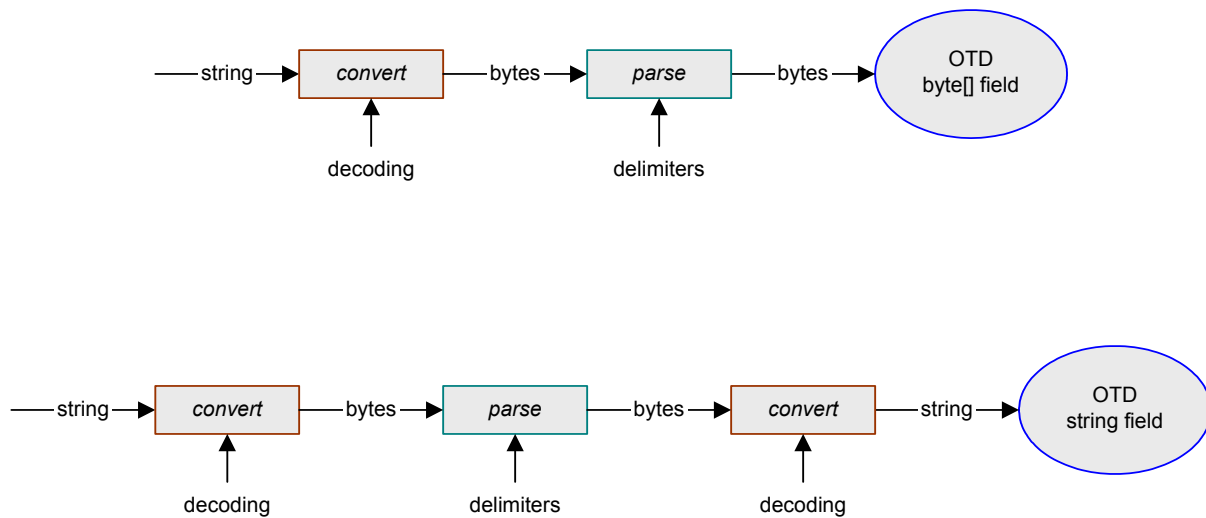 string convert bytes parse bytes OTD
byte[] field
decoding delimiters
string convert bytes parse bytes convert string OTD
string field
decoding delimiters decoding